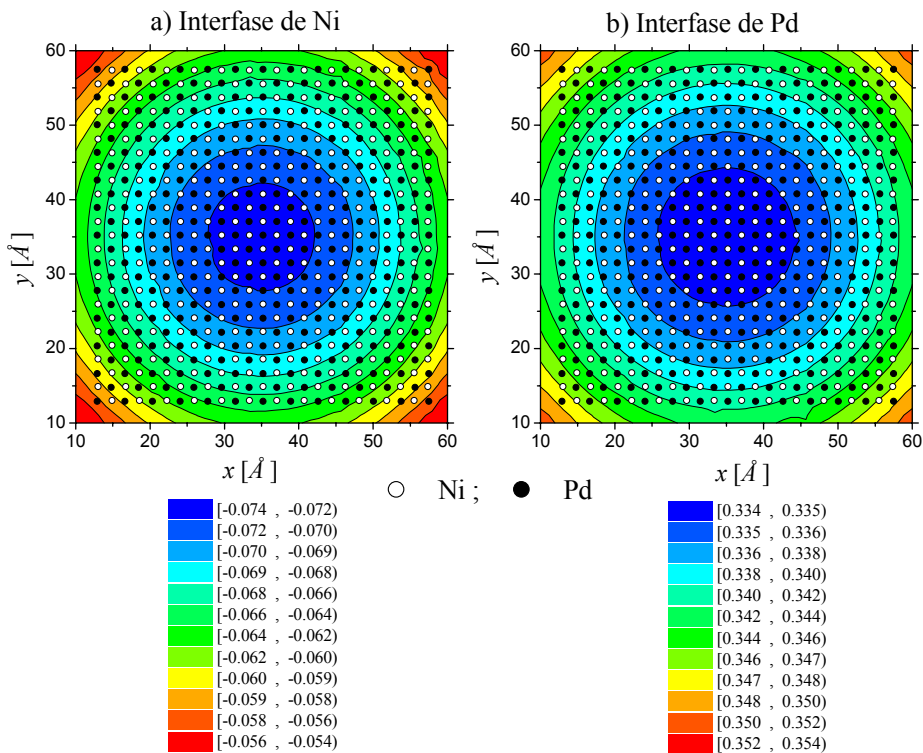 a) Interfase de Ni
b) Interfase de Pd
60
50
40
30
20
10
y [Å]
10 20 30 40 50 60
x [Å]
60
50
40
30
20
10
y [Å]
10 20 30 40 50 60
x [Å]
Ni ; Pd
[-0.074 , -0.072)
[-0.072 , -0.070)
[-0.070 , -0.069)
[-0.069 , -0.068)
[-0.068 , -0.066)
[-0.066 , -0.064)
[-0.064 , -0.062)
[-0.062 , -0.060)
[-0.060 , -0.059)
[-0.059 , -0.058)
[-0.058 , -0.056)
[-0.056 , -0.054)
[0.334 , 0.335)
[0.335 , 0.336)
[0.336 , 0.338)
[0.338 , 0.340)
[0.340 , 0.342)
[0.342 , 0.344)
[0.344 , 0.346)
[0.346 , 0.347)
[0.347 , 0.348)
[0.348 , 0.350)
[0.350 , 0.352)
[0.352 , 0.354)